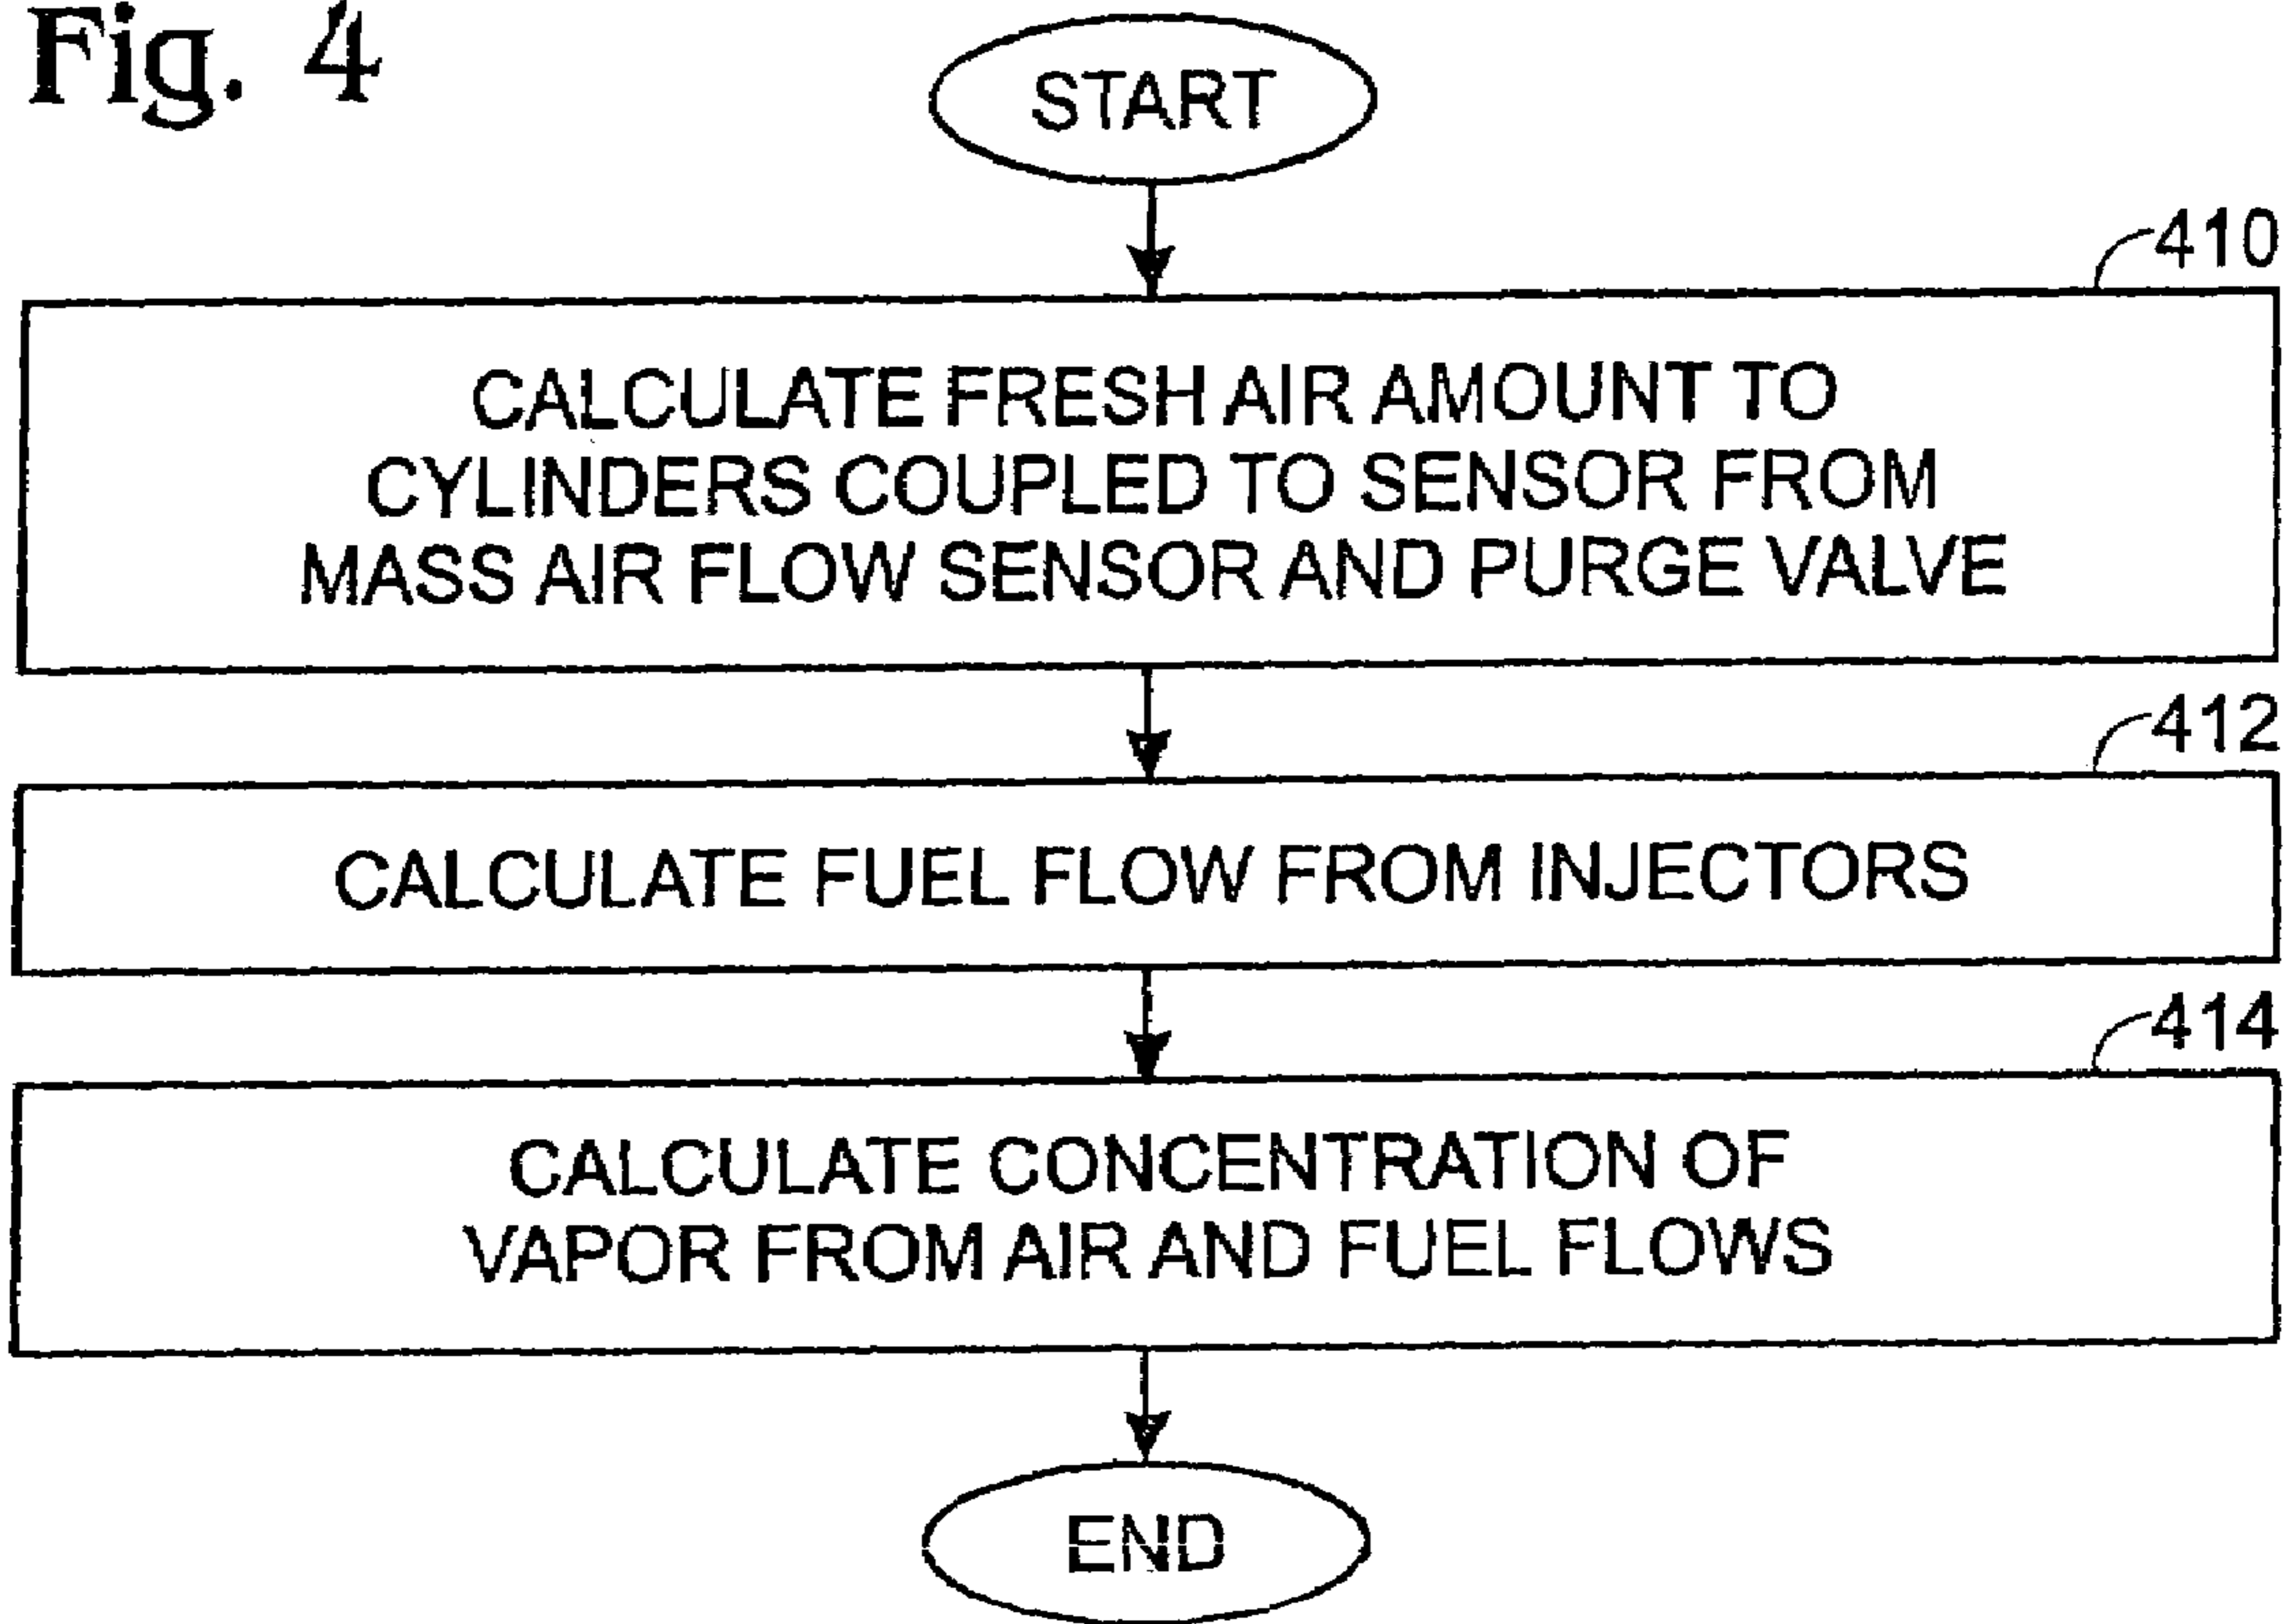 Fig. 4
START
410
CALCULATE FRESH AIR AMOUNT TO
CYLINDERS COUPLED TO SENSOR FROM
MASS AIR FLOW SENSOR AND PURGE VALVE
412
CALCULATE FUEL FLOW FROM INJECTORS
414
CALCULATE CONCENTRATION OF
VAPOR FROM AIR AND FUEL FLOWS
END